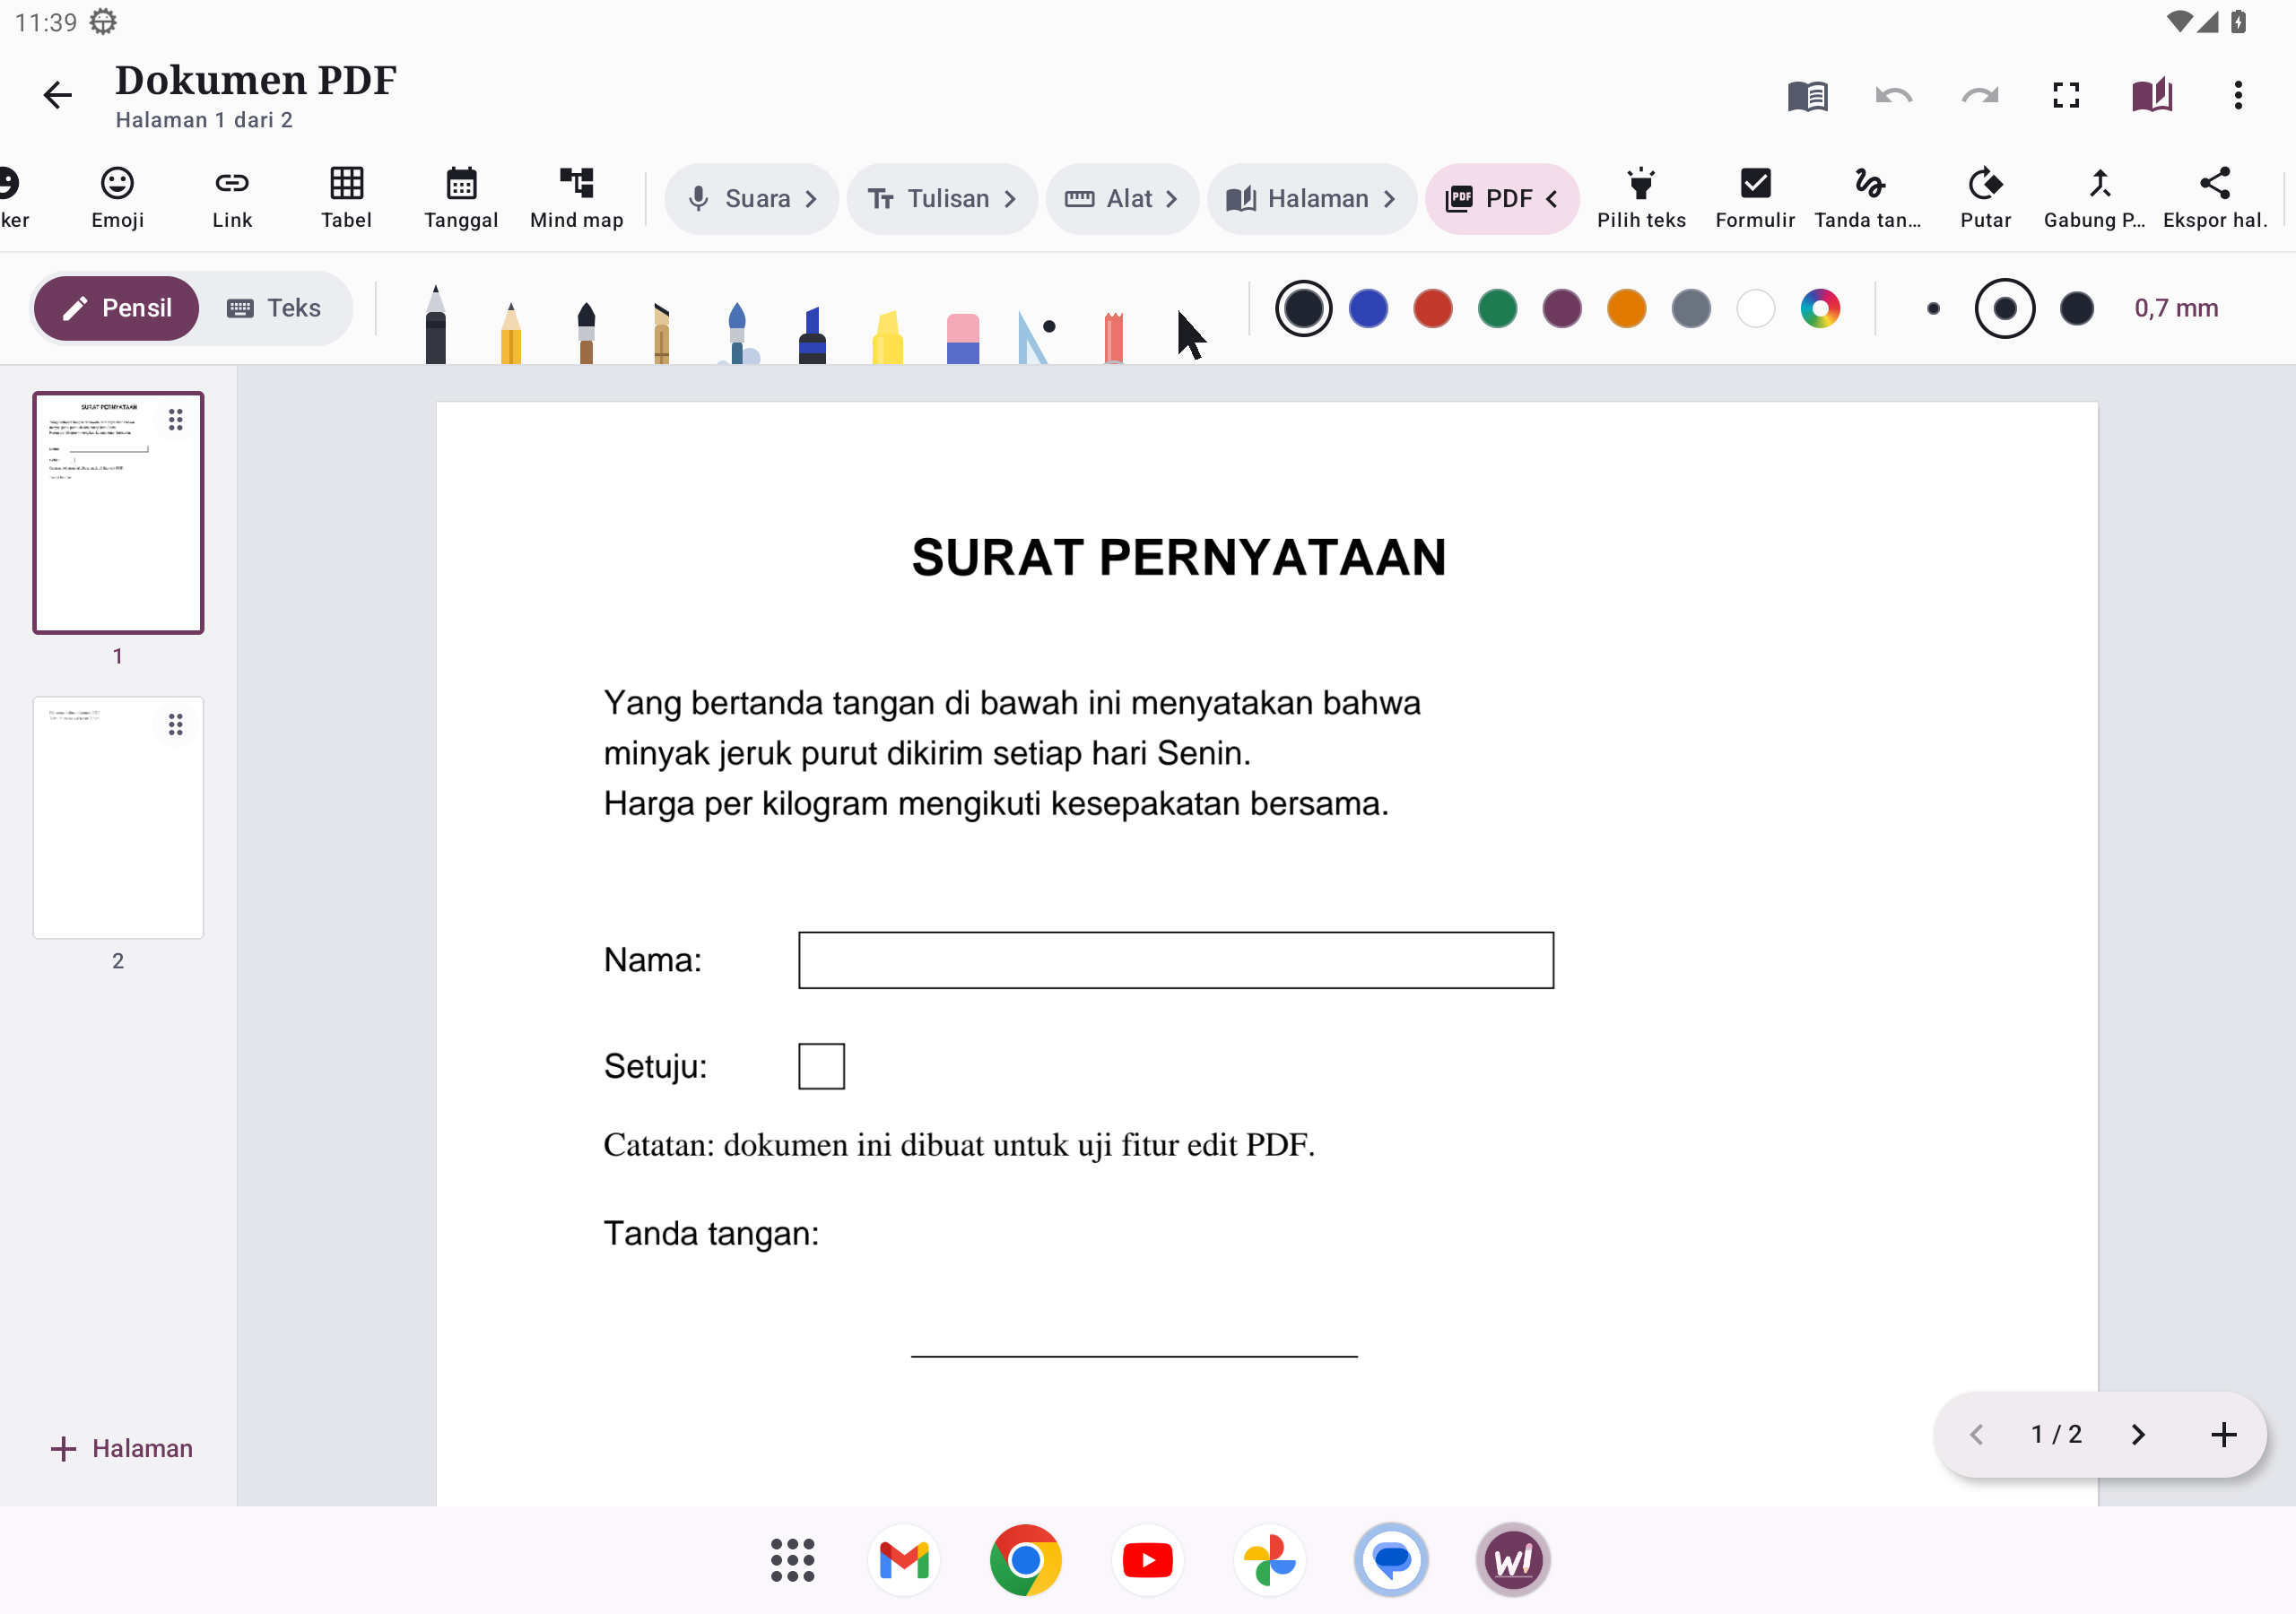 11:39
Dokumen PDF
Halaman 1 dari 2
ker
Emoji
Link
Tabel
Tanggal
Mind map
Suara
Tulisan
Alat
Halaman
PDF
Pilih teks
Formulir
Tanda tan...
Putar
Gabung P...
Ekspor hal.
Pensil
Teks
0,7 mm
SURAT PERNYATAAN
1
2
Halaman
SURAT PERNYATAAN
Yang bertanda tangan di bawah ini menyatakan bahwa
minyak jeruk purut dikirim setiap hari Senin.
Harga per kilogram mengikuti kesepakatan bersama.
Nama:
Setuju:
Catatan: dokumen ini dibuat untuk uji fitur edit PDF.
Tanda tangan:
1 / 2